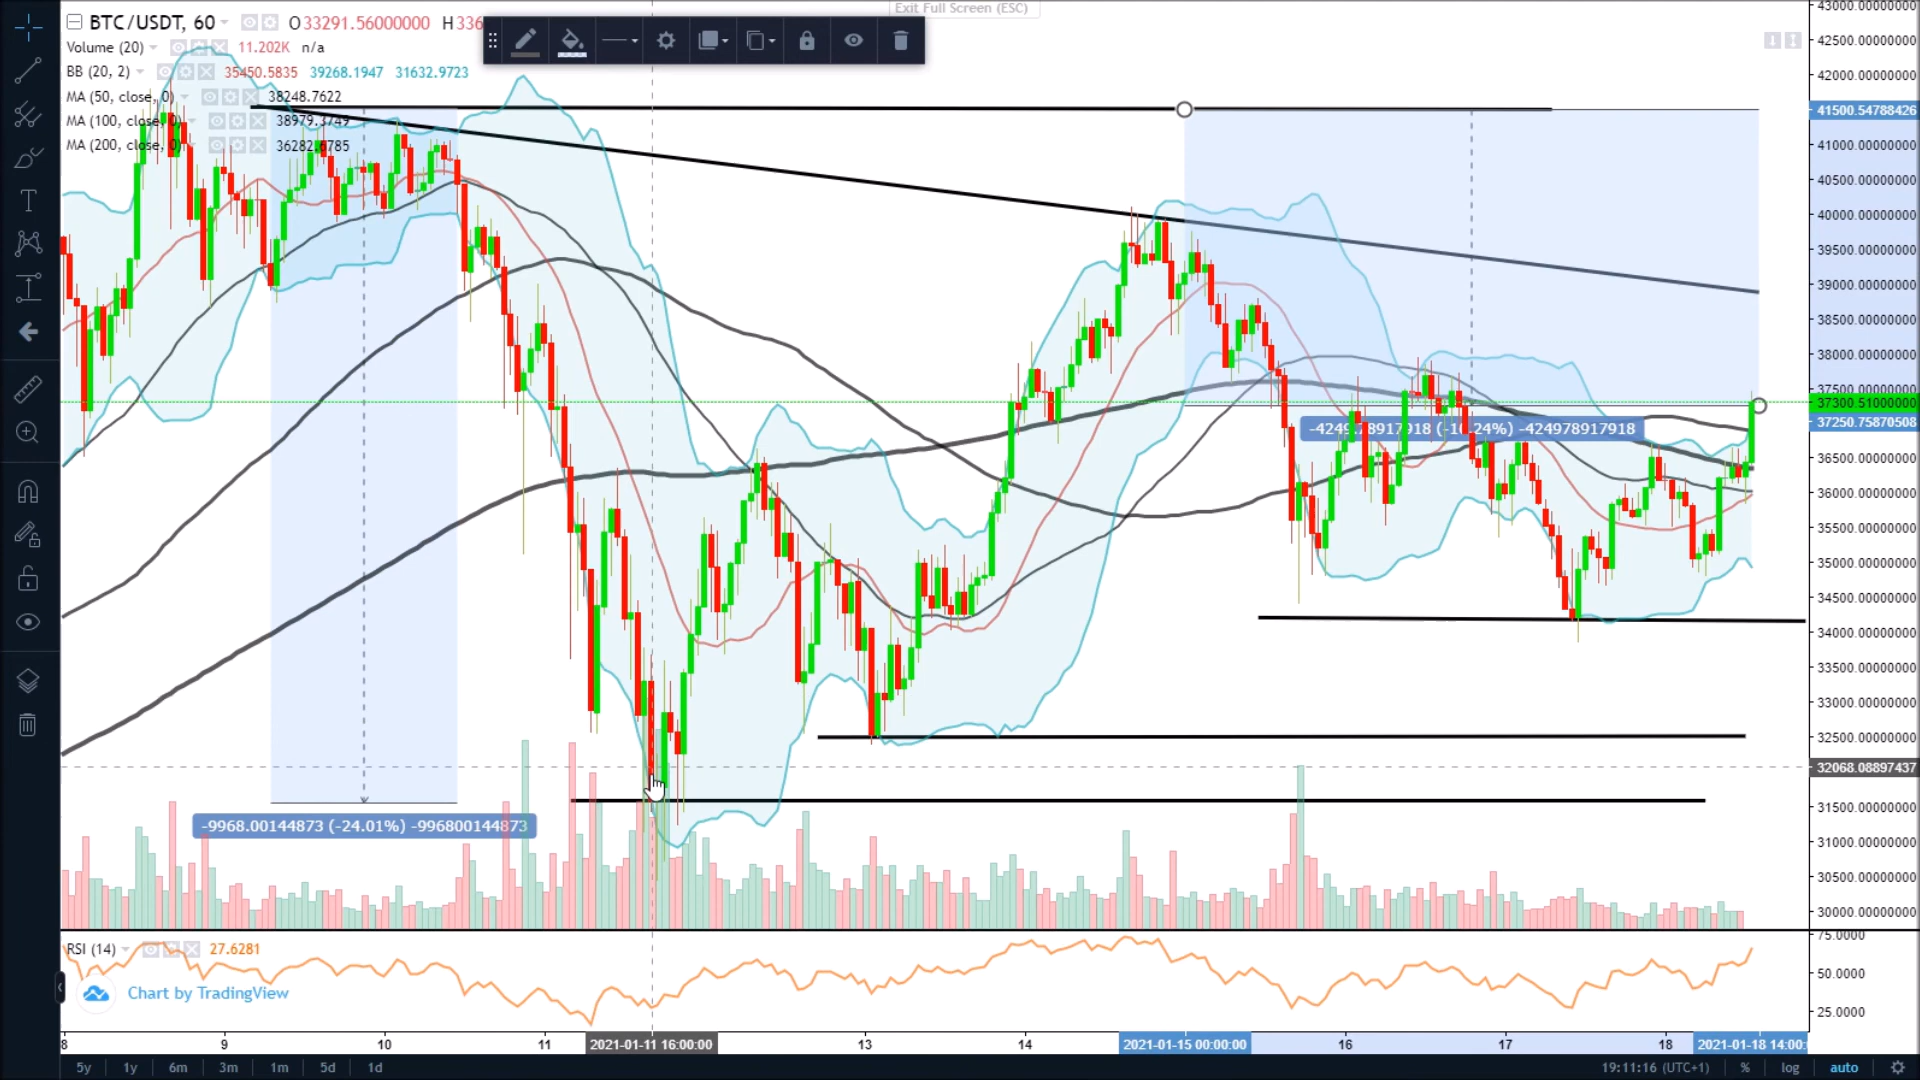 Exit Full Screen (ESC)
BTC/USDT, 60 O33291.56000000 H336
Volume (20) 11.202K n/a
BB (20, 2) 35450.5835 39268.1947 31632.9723
MA (50, close, 0) 38248.7622
MA (100, close, 0) 38979.3749
MA (200, close, 0) 36282.6785
43000.00000000
42500.00000000
42000.00000000
41500.54788426
41000.00000000
40500.00000000
40000.00000000
39500.00000000
39000.00000000
38500.00000000
38000.00000000
37500.00000000
37300.51000000
37250.75870508
36500.00000000
36000.00000000
35500.00000000
35000.00000000
34500.00000000
34000.00000000
33500.00000000
33000.00000000
32500.00000000
32068.08897437
31500.00000000
31000.00000000
30500.00000000
30000.00000000
-424978917918
-9968.00144873 (-24.01%) -996800144873
RSI (14) 27.6281
75.0000
50.0000
25.0000
Chart by TradingView
8 9 10 11 2021-01-11 16:00:00 13 14 2021-01-15 00:00:00 16 17 18 2021-01-18 14:00:
5y 1y 6m 3m 1m 5d 1d 19:11:16 (UTC+1) % log auto